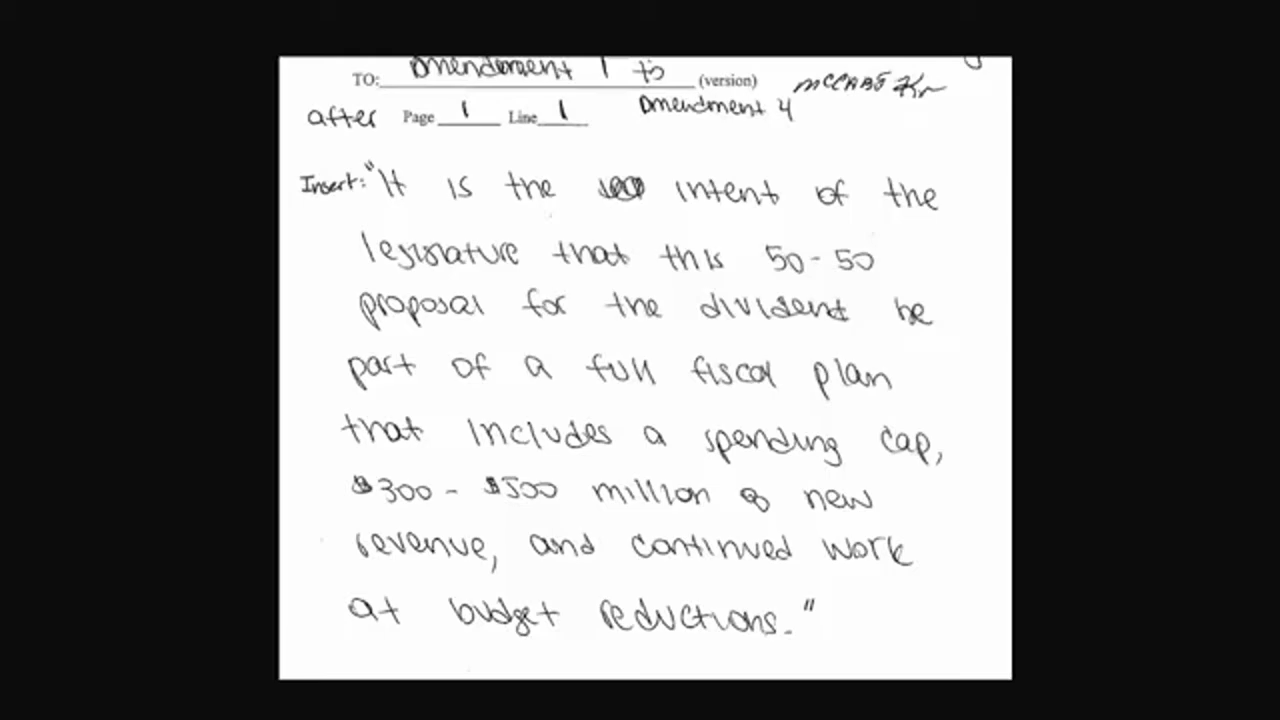 TO: Amendment 1 to (version) McCabe
after Page 1 Line 1 Amendment 4
Insert: "It is the intent of the
legislature that this 50-50
proposal for the dividend be
part of a full fiscal plan
that includes a spending cap,
$300 - $500 million of new
revenue, and continued work
at budget reductions."